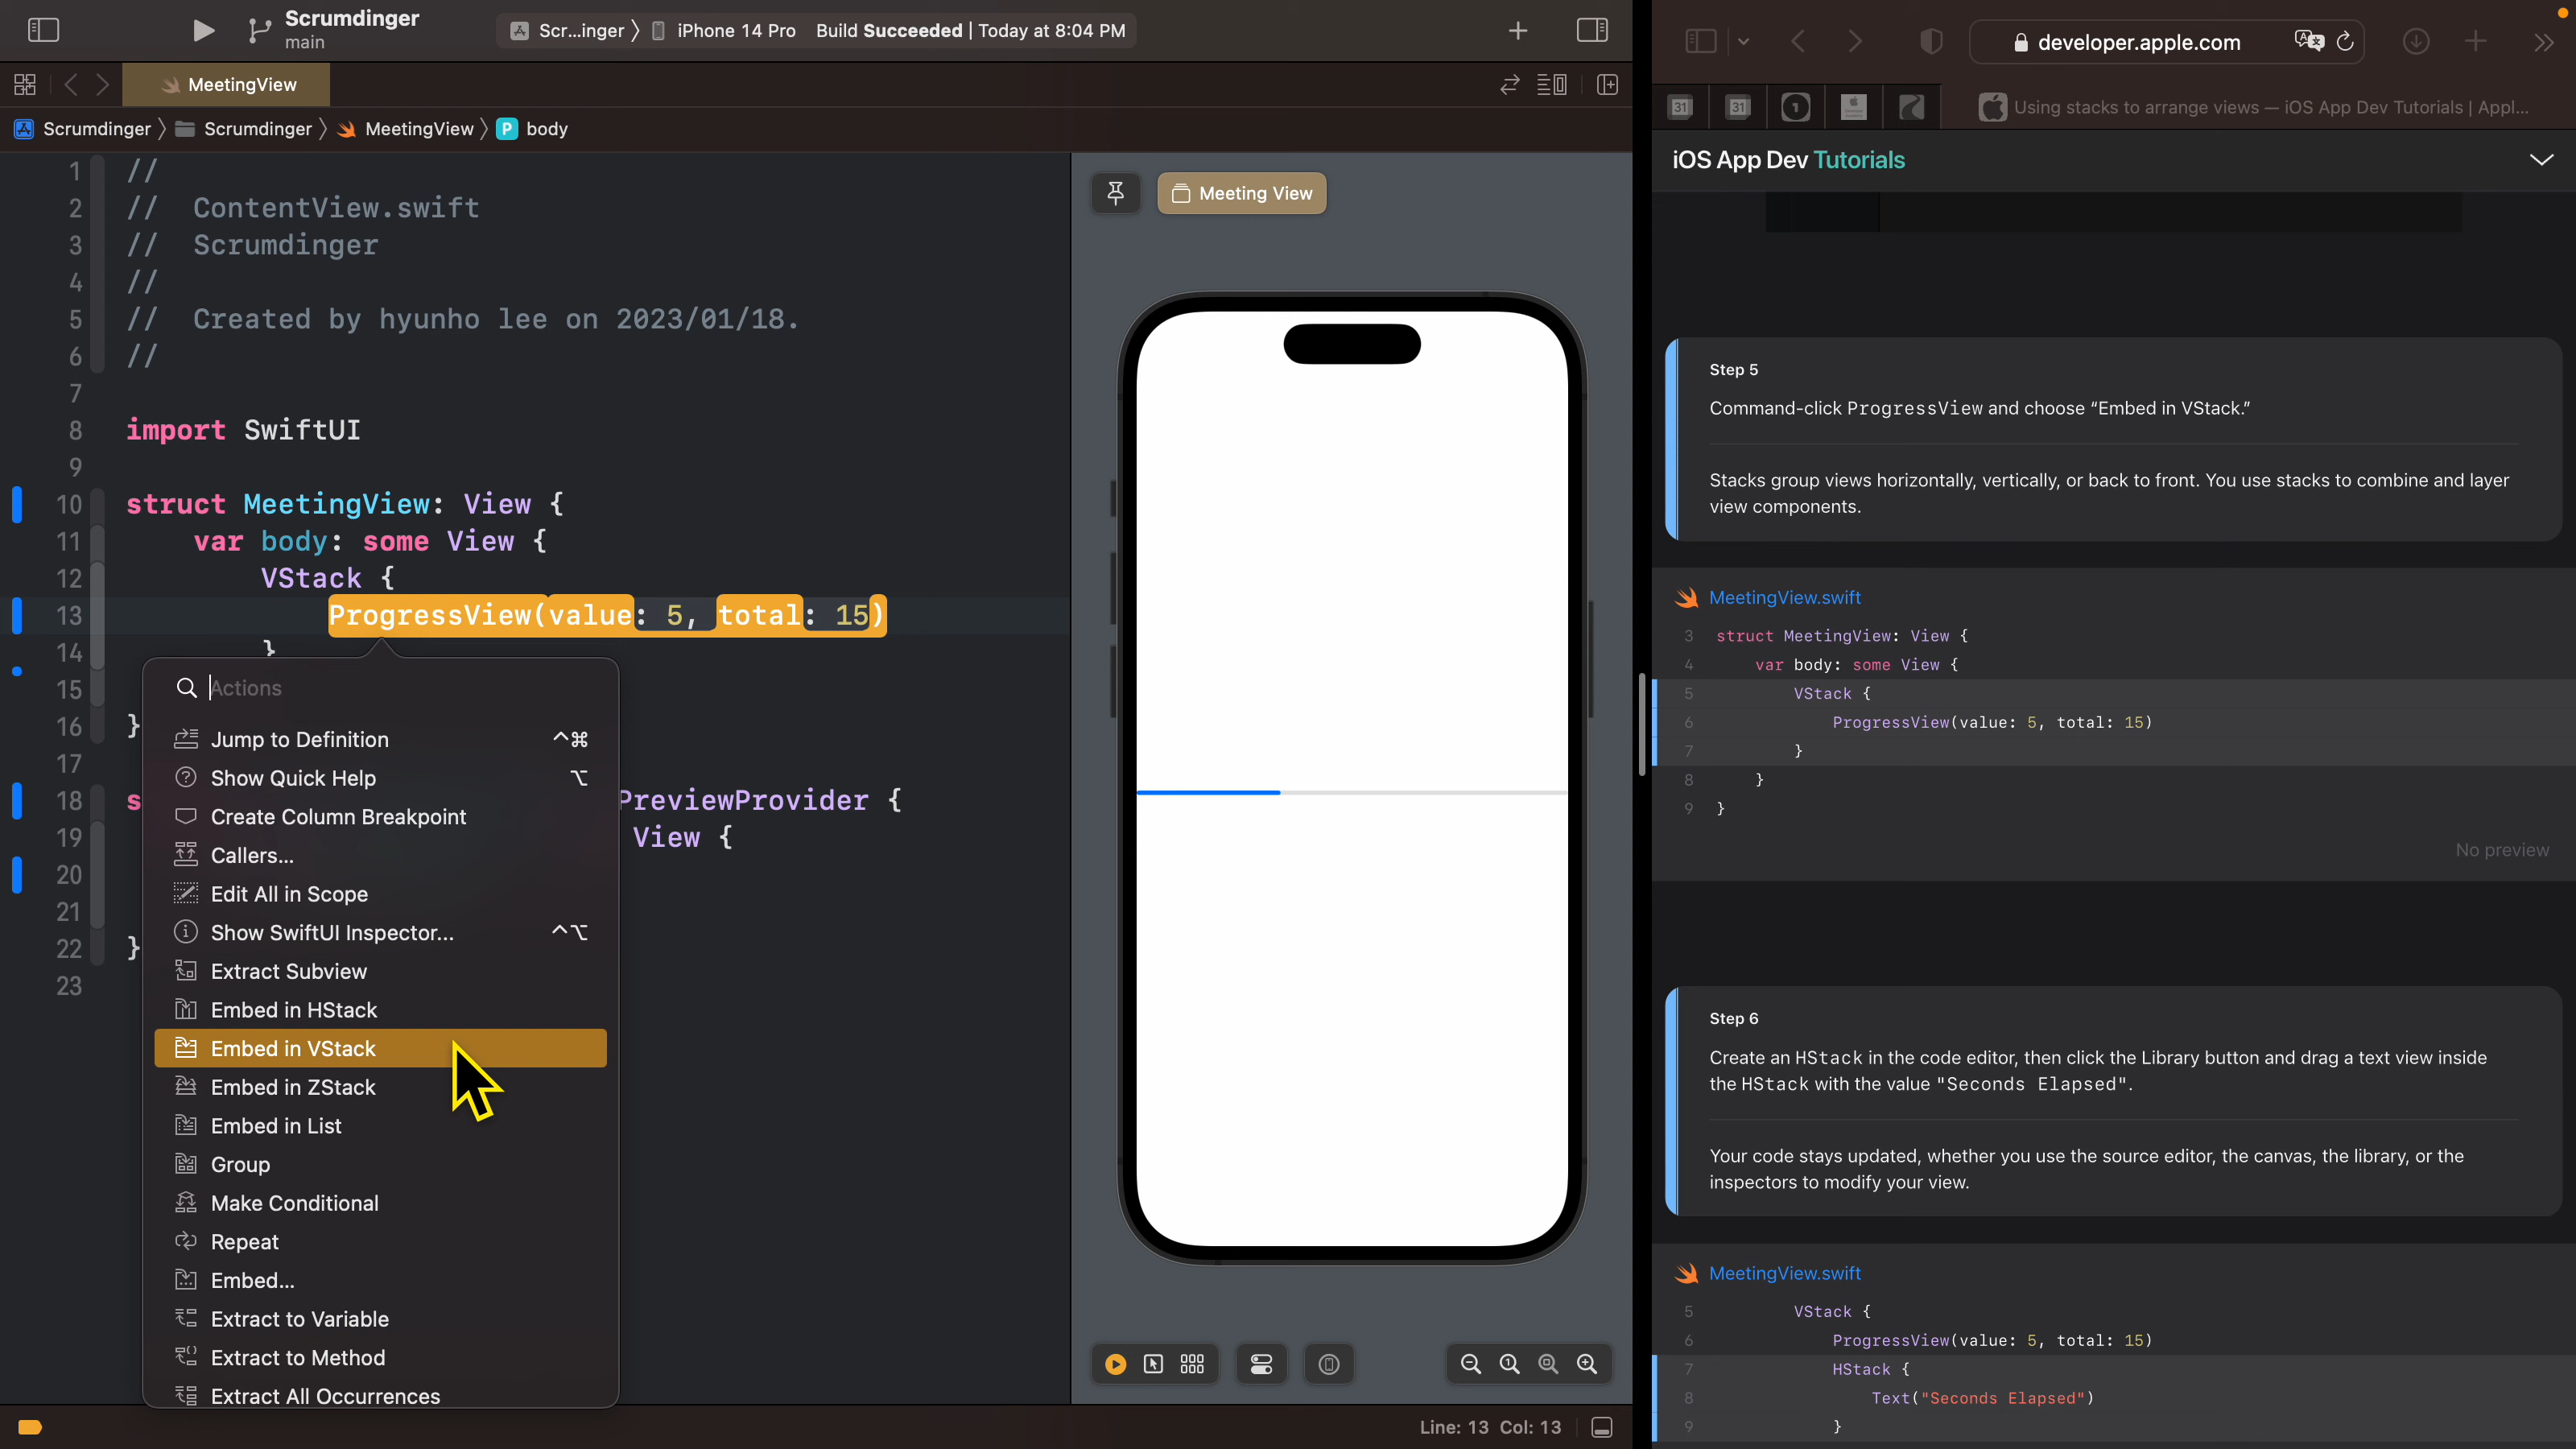 Scrumdinger
main
Scr...inger 〉 iPhone 14 Pro Build Succeeded | Today at 8:04 PM
MeetingView
Scrumdinger 〉 Scrumdinger 〉 MeetingView 〉 P body
1 //
2 // ContentView.swift
3 // Scrumdinger
4 //
5 // Created by hyunho lee on 2023/01/18.
6 //
7
8 import SwiftUI
9
10 struct MeetingView: View {
11 var body: some View {
12 VStack {
13 ProgressView(value: 5, total: 15)
14 }
15
16 }
17
18 s PreviewProvider {
19 View {
20
21
22 }
23
Actions
Jump to Definition ^⌘
Show Quick Help ⌥
Create Column Breakpoint
Callers...
Edit All in Scope
Show SwiftUI Inspector... ^⌥
Extract Subview
Embed in HStack
Embed in VStack
Embed in ZStack
Embed in List
Group
Make Conditional
Repeat
Embed...
Extract to Variable
Extract to Method
Extract All Occurrences
Meeting View
Line: 13 Col: 13
developer.apple.com
31 31 1
Using stacks to arrange views — iOS App Dev Tutorials | Appl...
iOS App Dev Tutorials
Step 5
Command-click ProgressView and choose “Embed in VStack.”
Stacks group views horizontally, vertically, or back to front. You use stacks to combine and layer
view components.
MeetingView.swift
3 struct MeetingView: View {
4 var body: some View {
5 VStack {
6 ProgressView(value: 5, total: 15)
7 }
8 }
9 }
No preview
Step 6
Create an HStack in the code editor, then click the Library button and drag a text view inside
the HStack with the value "Seconds Elapsed".
Your code stays updated, whether you use the source editor, the canvas, the library, or the
inspectors to modify your view.
MeetingView.swift
5 VStack {
6 ProgressView(value: 5, total: 15)
7 HStack {
8 Text("Seconds Elapsed")
9 }